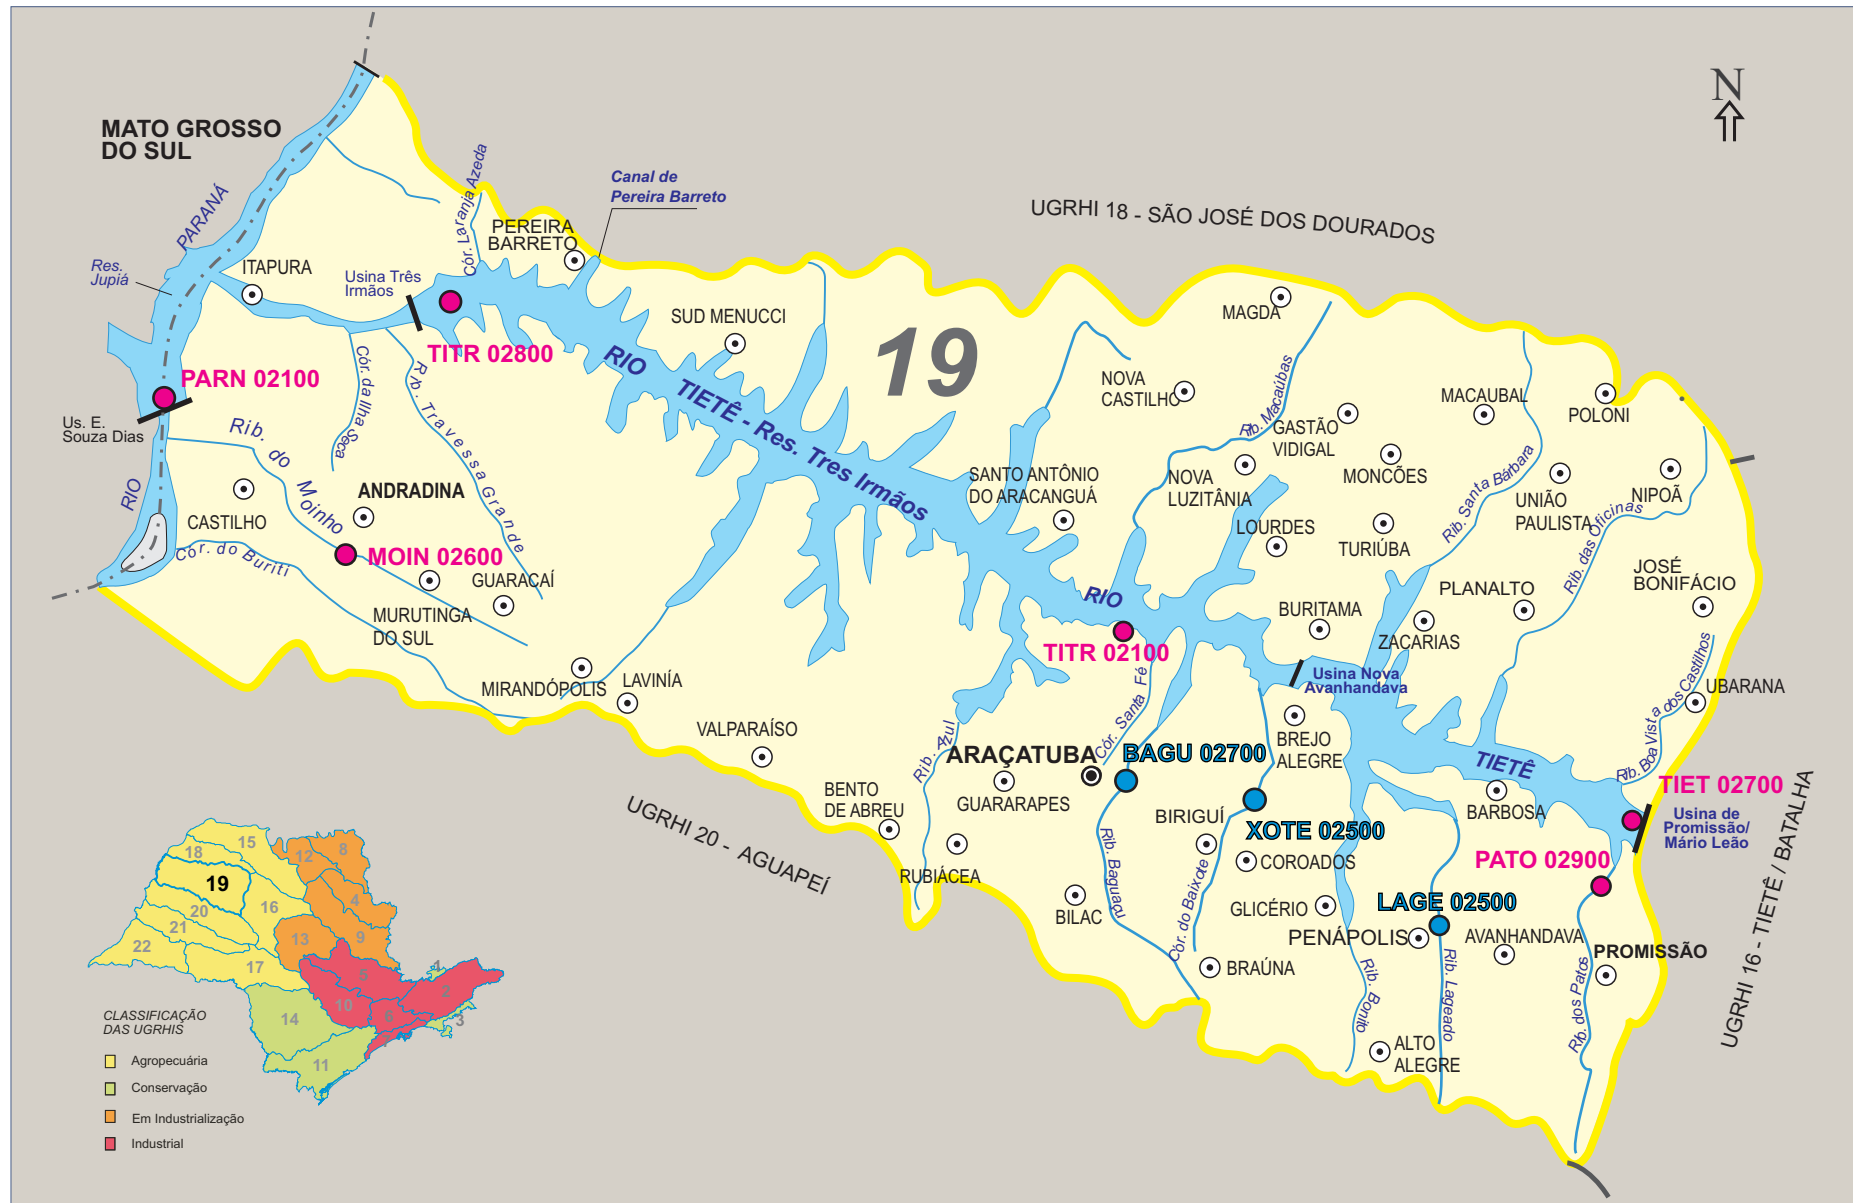 N
MATO GROSSO
DO SUL
Canal de
Pereira Barreto
Cór. Laranja Azeda
UGRHI 18 - SÃO JOSÉ DOS DOURADOS
PARANÁ
PEREIRA
BARRETO
Res.
Jupiá
ITAPURA
Usina Três
Irmãos
MAGDA
SUD MENUCCI
19
TITR 02800
RIO TIETÊ - Res. Tres Irmãos
PARN 02100
Us. E.
Souza Dias
Cór. da Ilha Seca
Rib. Travessa Grande
Rib. do Moinho
NOVA
CASTILHO
Rib. Macaúbas
GASTÃO
VIDIGAL
MACAUBAL
POLONI
MONCÕES
Rib. Santa Bárbara
SANTO ANTÔNIO
DO ARACANGUÁ
NOVA
LUZITÂNIA
UNIÃO
PAULISTA
NIPOÃ
RIO
ANDRADINA
CASTILHO
LOURDES
TURIÚBA
Rib. das Oficinas
Cór. do Buriti
MOIN 02600
GUARACAÍ
MURUTINGA
DO SUL
JOSÉ
BONIFÁCIO
PLANALTO
RIO
BURITAMA
ZACARIAS
TITR 02100
Usina Nova
Avanhandava
MIRANDÓPOLIS
LAVINÍA
Cór. Santa Fé
Rib. Boa Vista dos Castilhos
UBARANA
VALPARAÍSO
Rib. Azul
ARAÇATUBA
BAGU 02700
BREJO
ALEGRE
TIETÊ
TIET 02700
BENTO
DE ABREU
GUARARAPES
BARBOSA
Usina de
Promissão/
Mário Leão
UGRHI 20 - AGUAPEÍ
BIRIGUÍ
XOTE 02500
RUBIÁCEA
Rib. Baguaçu
COROADOS
PATO 02900
UGRHI 16 - TIETÊ / BATALHA
BILAC
Cór. do Baixote
GLICÉRIO
LAGE 02500
PENÁPOLIS
AVANHANDAVA
PROMISSÃO
BRAÚNA
Rib. Bonito
Rib. Lageado
Rib. dos Patos
ALTO
ALEGRE
15
18
12
8
19
20
16
4
21
13
9
22
17
5
1
2
10
6
3
14
11
CLASSIFICAÇÃO
DAS UGRHIS
Agropecuária
Conservação
Em Industrialização
Industrial